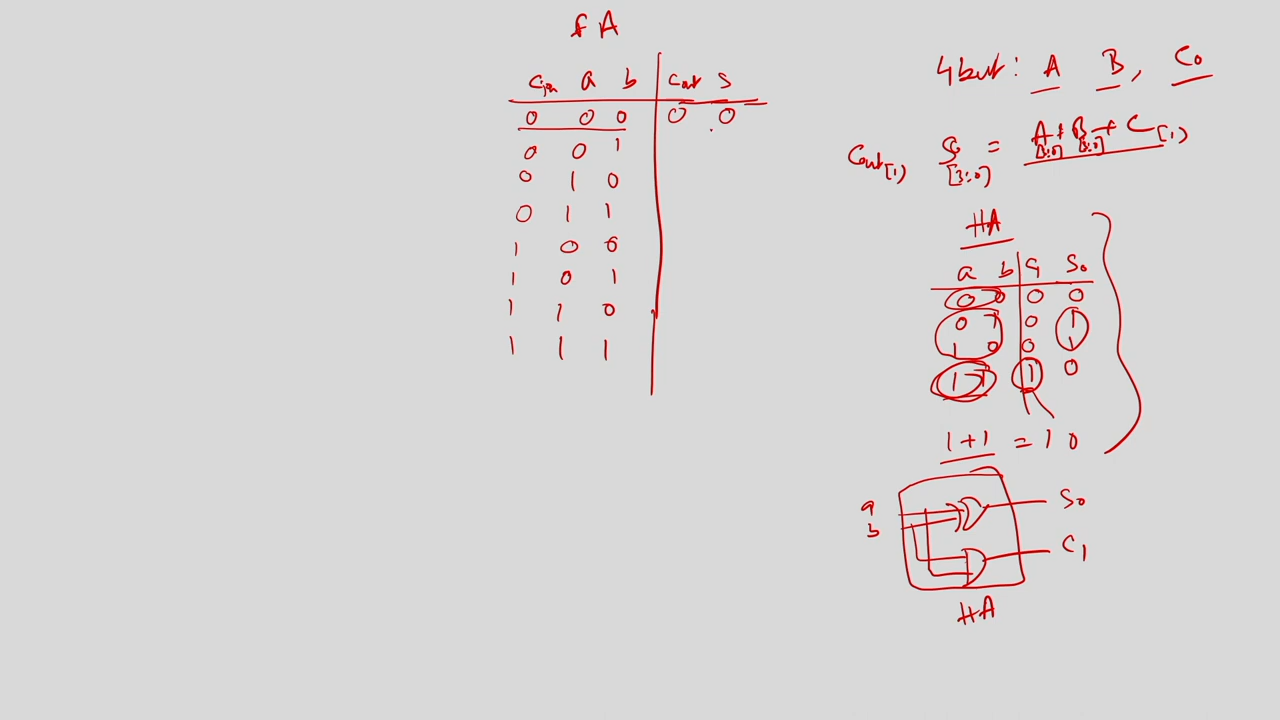 FA
Cin a b Cout S
0 0 0 0 0
0 0 1
0 1 0
0 1 1
1 0 0
1 0 1
1 1 0
1 1 1
4 bit: A B, C0
Cout[1] S[3:0] = A[3:0] + B[3:0] + C[1]
HA
a b C1 S0
0 0 0 0
0 1 0 1
1 0 0 1
1 1 1 0
1+1 = 10
a
b
S0
C1
HA